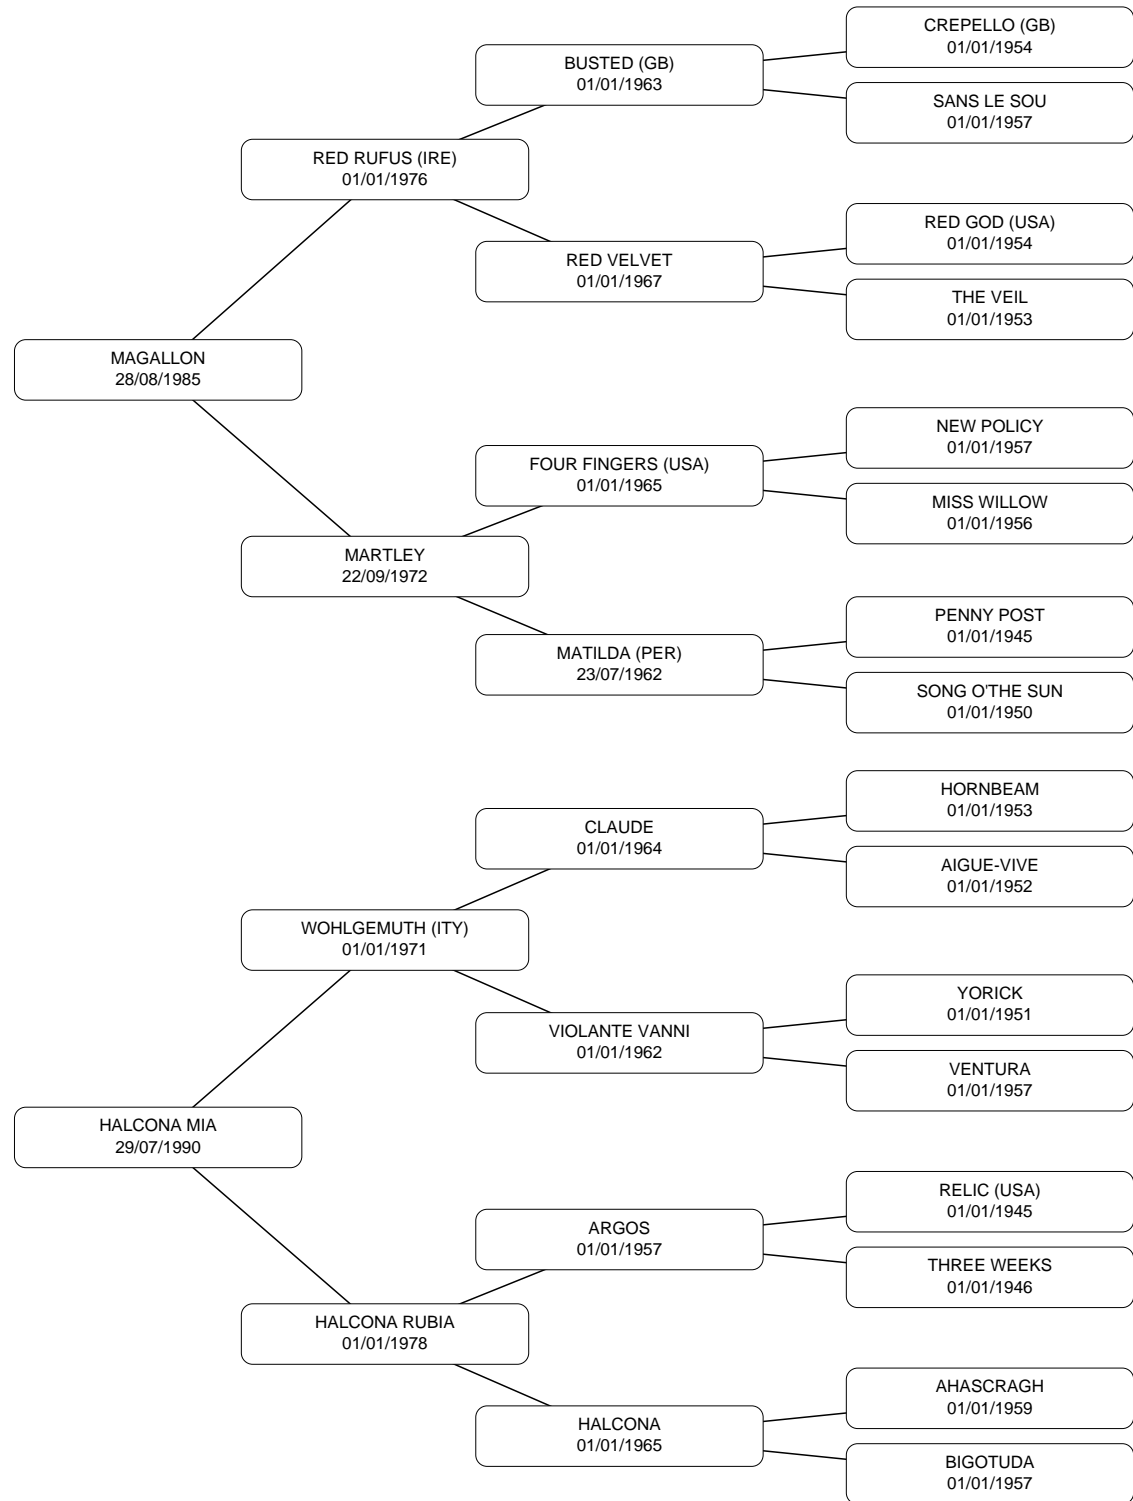 CREPELLO (GB)
01/01/1954
BUSTED (GB)
01/01/1963
SANS LE SOU
01/01/1957
RED RUFUS (IRE)
01/01/1976
RED GOD (USA)
01/01/1954
RED VELVET
01/01/1967
THE VEIL
01/01/1953
MAGALLON
28/08/1985
NEW POLICY
01/01/1957
FOUR FINGERS (USA)
01/01/1965
MISS WILLOW
01/01/1956
MARTLEY
22/09/1972
PENNY POST
01/01/1945
MATILDA (PER)
23/07/1962
SONG O'THE SUN
01/01/1950
HORNBEAM
01/01/1953
CLAUDE
01/01/1964
AIGUE-VIVE
01/01/1952
WOHLGEMUTH (ITY)
01/01/1971
YORICK
01/01/1951
VIOLANTE VANNI
01/01/1962
VENTURA
01/01/1957
HALCONA MIA
29/07/1990
RELIC (USA)
01/01/1945
ARGOS
01/01/1957
THREE WEEKS
01/01/1946
HALCONA RUBIA
01/01/1978
AHASCRAGH
01/01/1959
HALCONA
01/01/1965
BIGOTUDA
01/01/1957